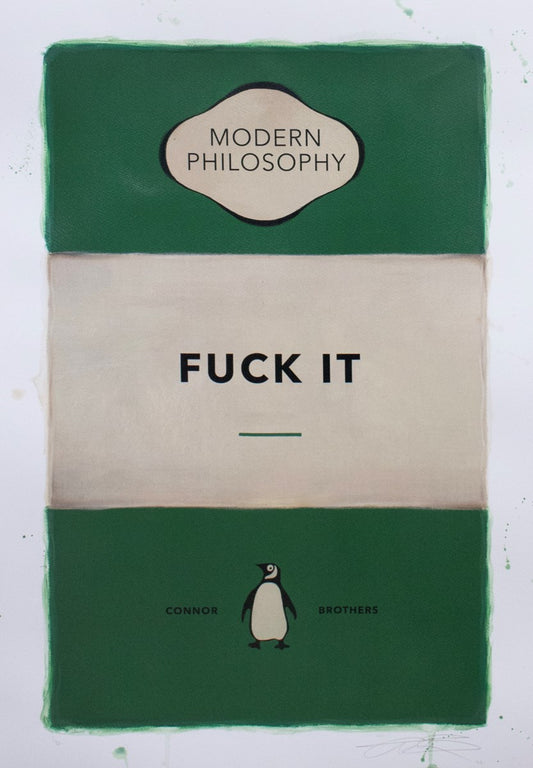 MODERN
PHILOSOPHY
FUCK IT
CONNOR BROTHERS